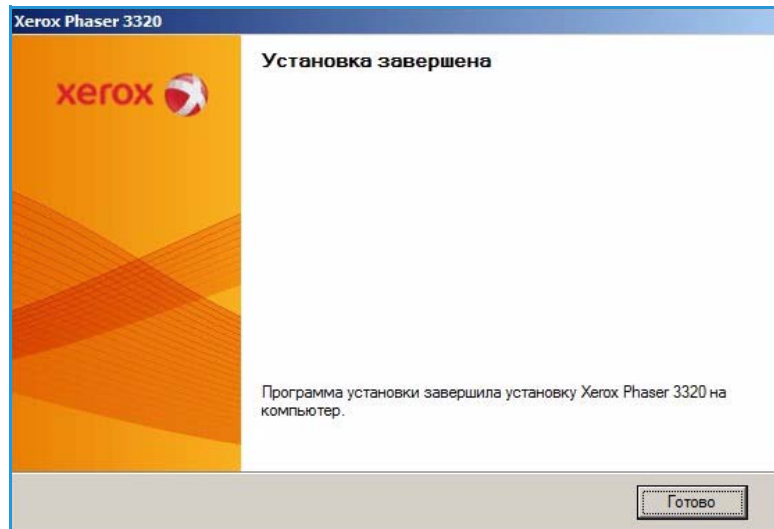 Xerox Phaser 3320
xerox
Установка завершена
Программа установки завершила установку Xerox Phaser 3320 на
компьютер.
Готово